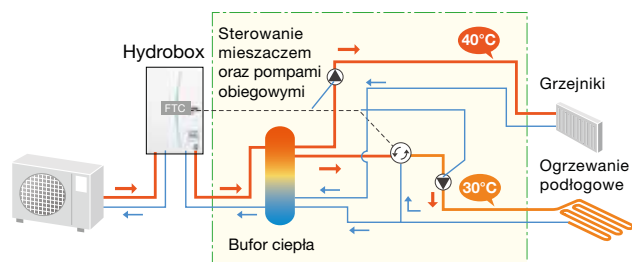 Sterowanie
mieszaczem
oraz pompami
obiegowymi
Hydrobox
FTC
40°C
Grzejniki
Ogrzewanie
podłogowe
30°C
Bufor ciepła